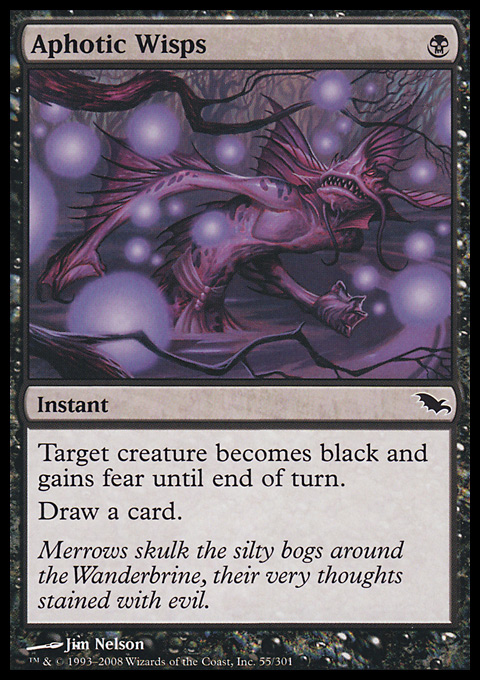 Aphotic Wisps
Instant
Target creature becomes black and
gains fear until end of turn.
Draw a card.
Merrows skulk the silty bogs around
the Wanderbrine, their very thoughts
stained with evil.
Jim Nelson
™ & © 1993–2008 Wizards of the Coast, Inc. 55/301